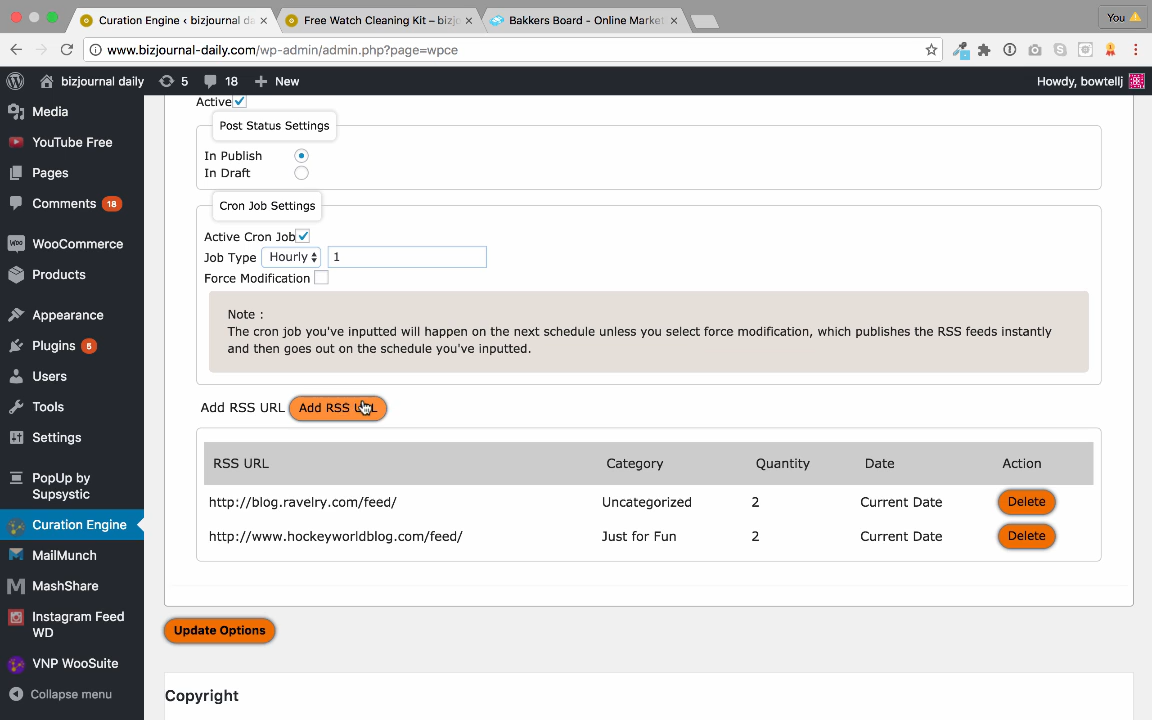 Curation Engine ‹ bizjournal da
Free Watch Cleaning Kit – bizjo
Bakkers Board - Online Market
You
www.bizjournal-daily.com/wp-admin/admin.php?page=wpce
bizjournal daily
5
18
New
Howdy, bowtellj
Media
YouTube Free
Pages
Comments 18
WooCommerce
Products
Appearance
Plugins 5
Users
Tools
Settings
PopUp by
Supsystic
Curation Engine
MailMunch
MashShare
Instagram Feed
WD
VNP WooSuite
Collapse menu
Active
Post Status Settings
In Publish
In Draft
Cron Job Settings
Active Cron Job
Job Type Hourly 1
Force Modification
Note :
The cron job you've inputted will happen on the next schedule unless you select force modification, which publishes the RSS feeds instantly
and then goes out on the schedule you've inputted.
Add RSS URL Add RSS URL
RSS URL Category Quantity Date Action
http://blog.ravelry.com/feed/ Uncategorized 2 Current Date Delete
http://www.hockeyworldblog.com/feed/ Just for Fun 2 Current Date Delete
Update Options
Copyright